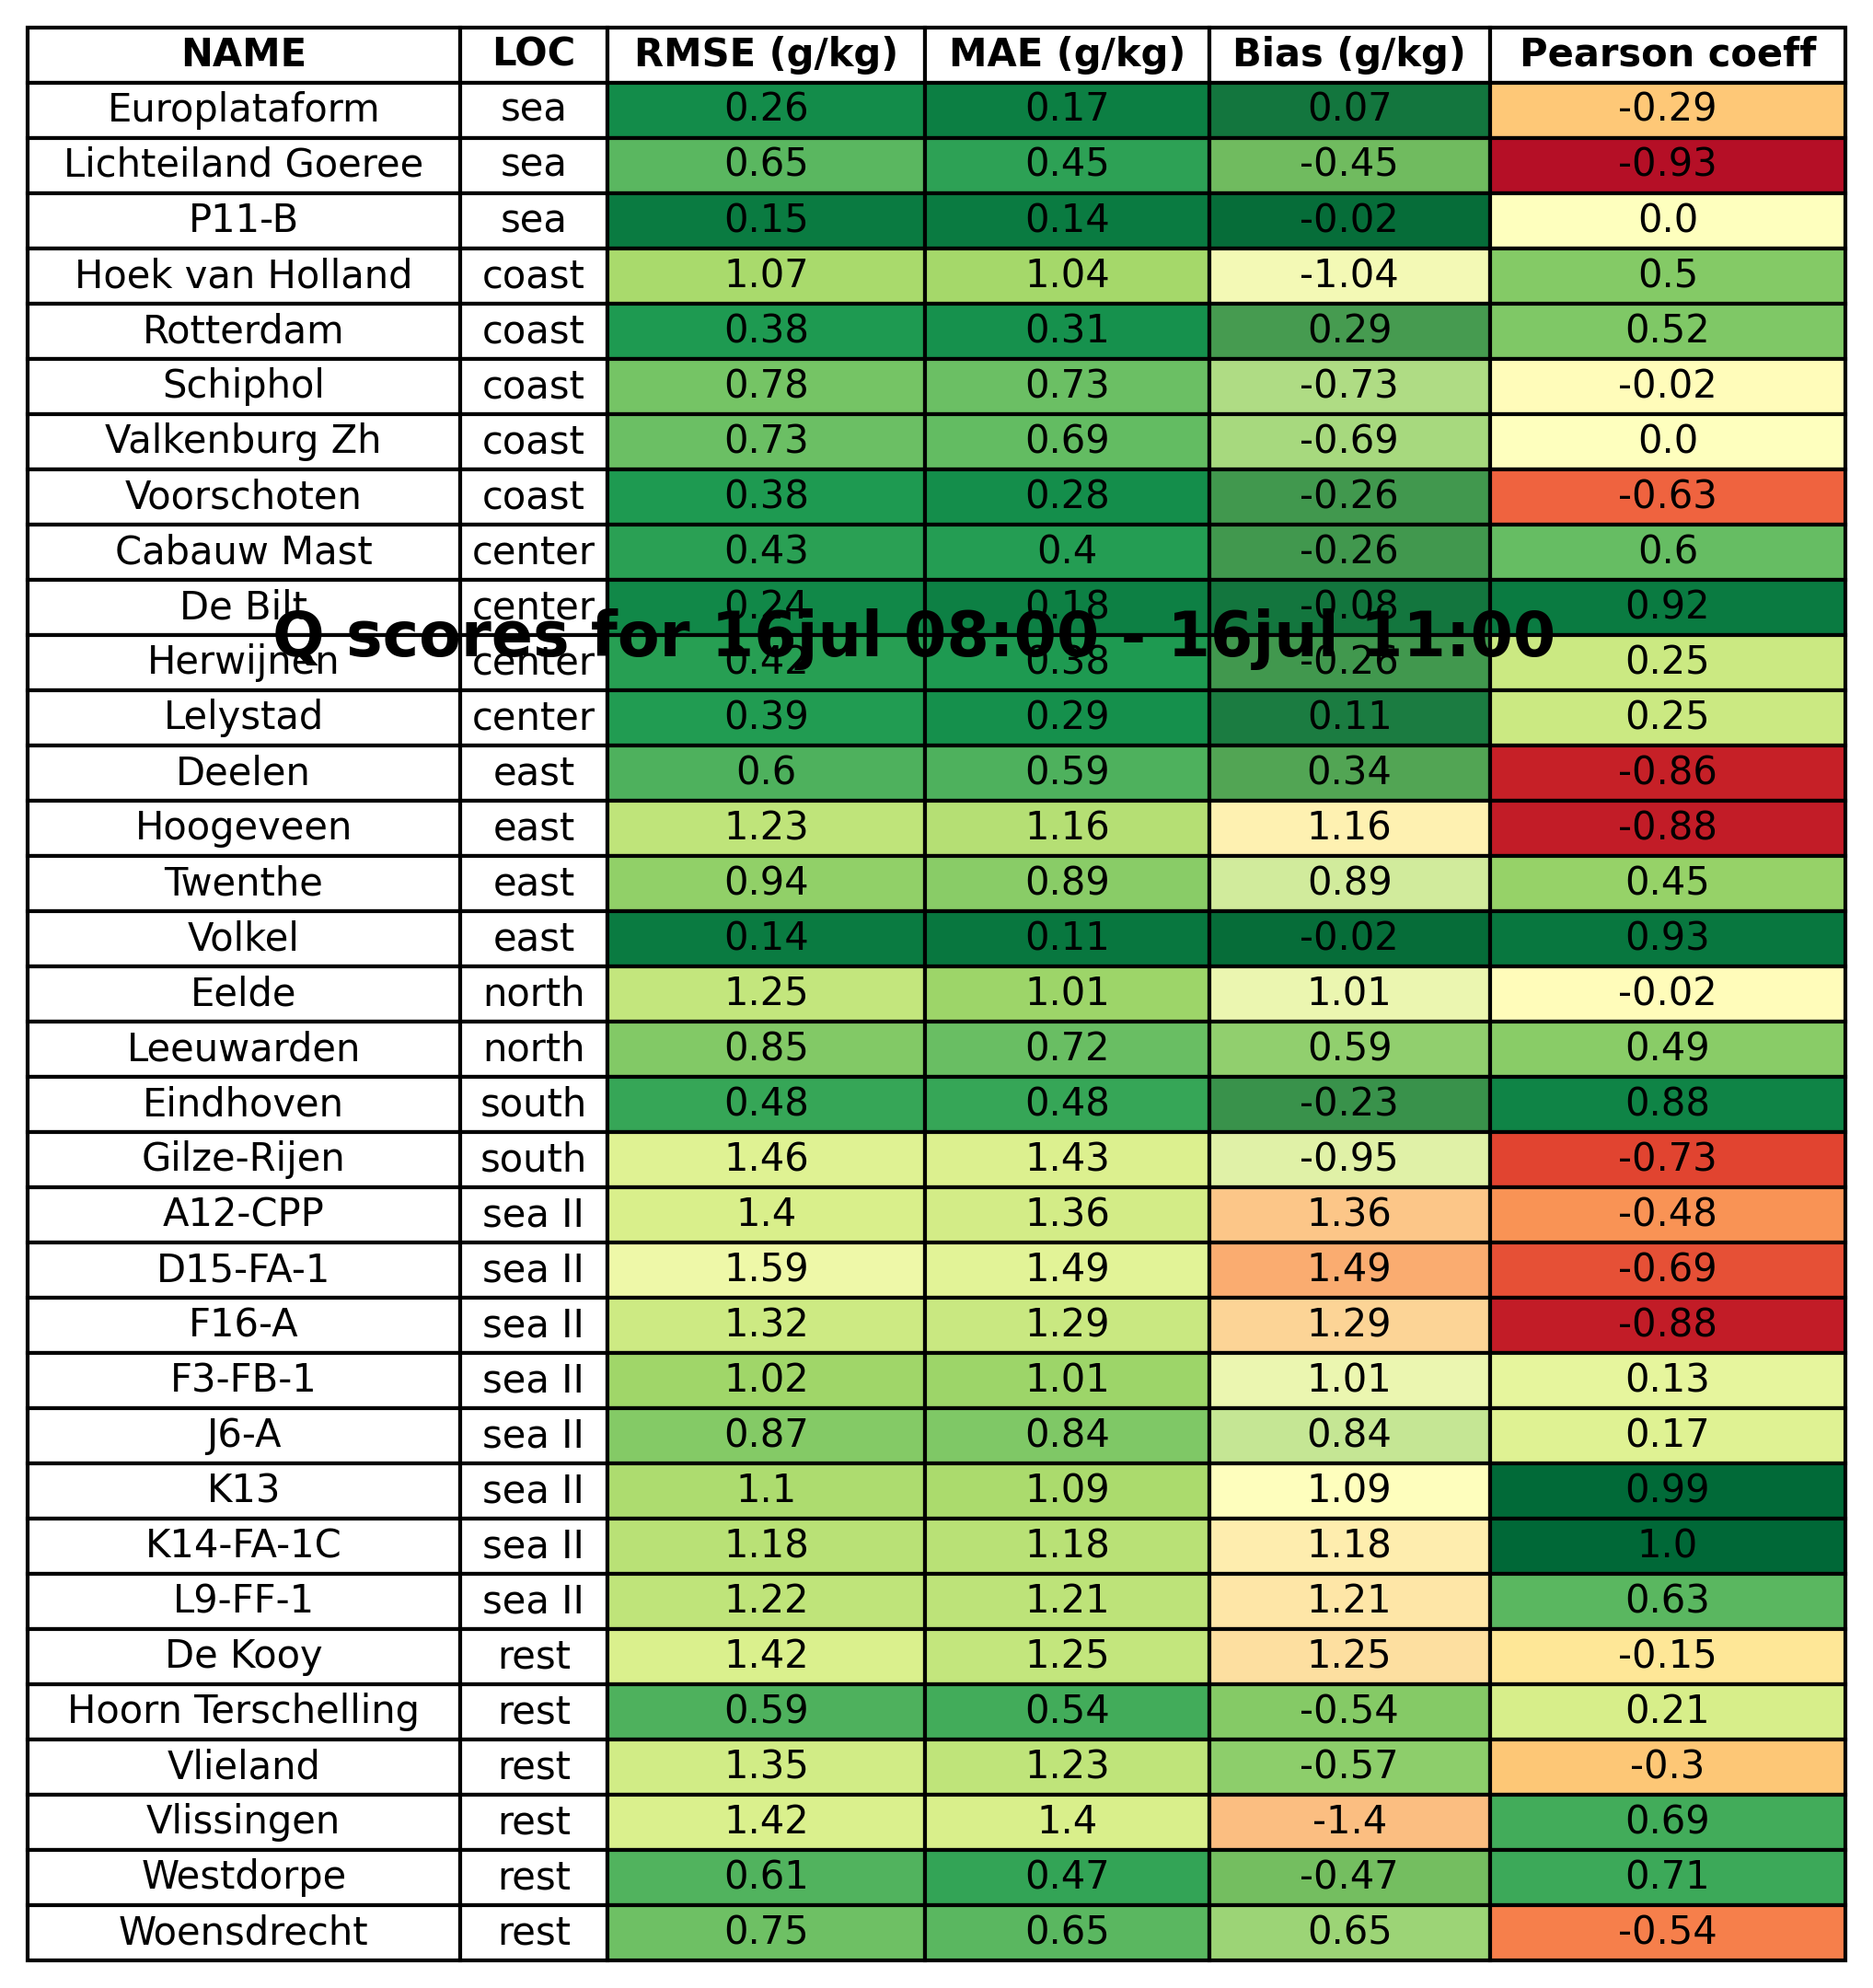 NAME LOC RMSE (g/kg) MAE (g/kg) Bias (g/kg) Pearson coeff
Europlataform sea 0.26 0.17 0.07 -0.29
Lichteiland Goeree sea 0.65 0.45 -0.45 -0.93
P11-B sea 0.15 0.14 -0.02 0.0
Hoek van Holland coast 1.07 1.04 -1.04 0.5
Rotterdam coast 0.38 0.31 0.29 0.52
Schiphol coast 0.78 0.73 -0.73 -0.02
Valkenburg Zh coast 0.73 0.69 -0.69 0.0
Voorschoten coast 0.38 0.28 -0.26 -0.63
Cabauw Mast center 0.43 0.4 -0.26 0.6
De Bilt center 0.24 0.18 -0.08 0.92
Q scores for 16jul 08:00 - 16jul 11:00
Herwijnen center 0.42 0.38 -0.26 0.25
Lelystad center 0.39 0.29 0.11 0.25
Deelen east 0.6 0.59 0.34 -0.86
Hoogeveen east 1.23 1.16 1.16 -0.88
Twenthe east 0.94 0.89 0.89 0.45
Volkel east 0.14 0.11 -0.02 0.93
Eelde north 1.25 1.01 1.01 -0.02
Leeuwarden north 0.85 0.72 0.59 0.49
Eindhoven south 0.48 0.48 -0.23 0.88
Gilze-Rijen south 1.46 1.43 -0.95 -0.73
A12-CPP sea II 1.4 1.36 1.36 -0.48
D15-FA-1 sea II 1.59 1.49 1.49 -0.69
F16-A sea II 1.32 1.29 1.29 -0.88
F3-FB-1 sea II 1.02 1.01 1.01 0.13
J6-A sea II 0.87 0.84 0.84 0.17
K13 sea II 1.1 1.09 1.09 0.99
K14-FA-1C sea II 1.18 1.18 1.18 1.0
L9-FF-1 sea II 1.22 1.21 1.21 0.63
De Kooy rest 1.42 1.25 1.25 -0.15
Hoorn Terschelling rest 0.59 0.54 -0.54 0.21
Vlieland rest 1.35 1.23 -0.57 -0.3
Vlissingen rest 1.42 1.4 -1.4 0.69
Westdorpe rest 0.61 0.47 -0.47 0.71
Woensdrecht rest 0.75 0.65 0.65 -0.54